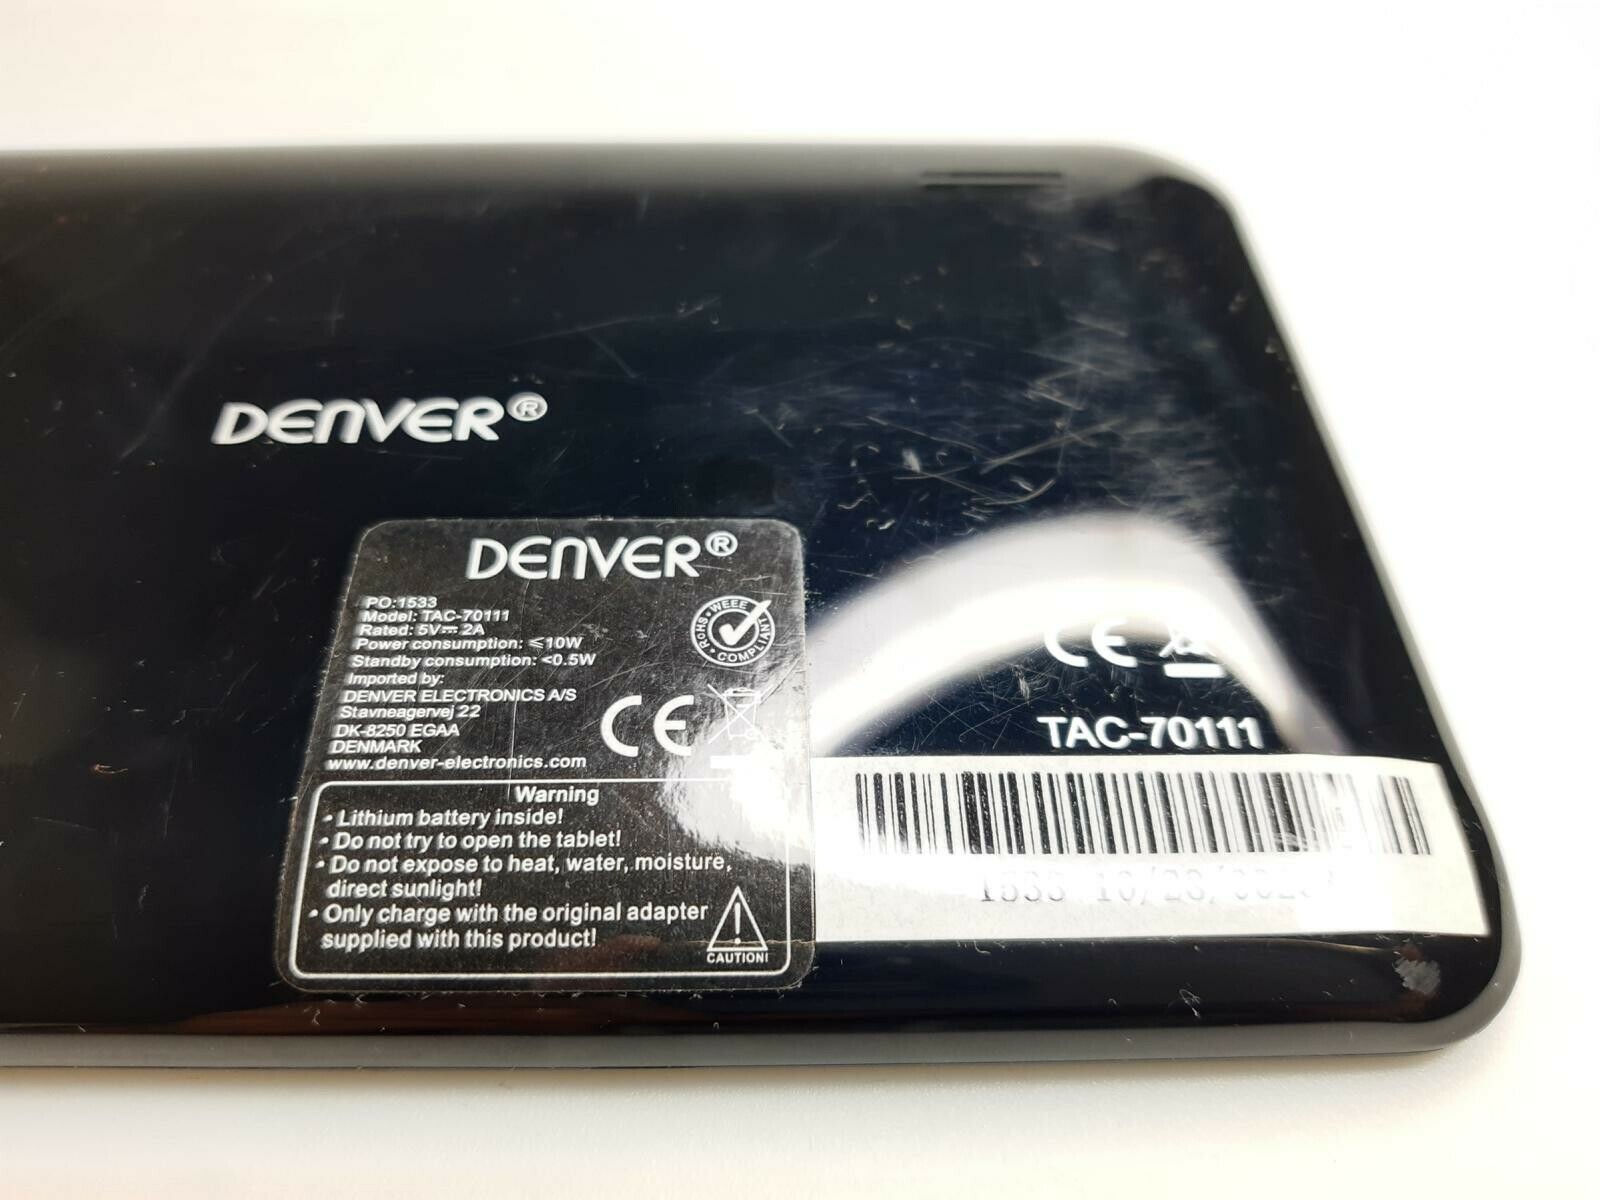 DENVER®
DENVER®
PO:1533
Model: TAC-70111
Rated: 5V⎓ 2A
Power consumption: ≤10W
Standby consumption: <0.5W
Imported by:
DENVER ELECTRONICS A/S
Stavneagervej 22
DK-8250 EGAA
DENMARK
www.denver-electronics.com
WEEE
RoHS
COMPLIANT
CE
Warning
• Lithium battery inside!
• Do not try to open the tablet!
• Do not expose to heat, water, moisture,
direct sunlight!
• Only charge with the original adapter
supplied with this product!
CAUTION!
CE
TAC-70111
1533